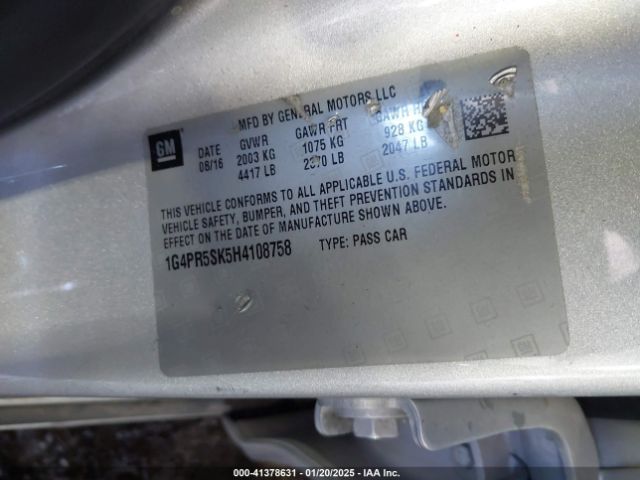 MFD BY GENERAL MOTORS LLC
GM
DATE GVWR GAWR FRT GAWR
08/16 2003 KG 1075 KG 928 KG
4417 LB 2370 LB 2047 LB
THIS VEHICLE CONFORMS TO ALL APPLICABLE U.S. FEDERAL MOTOR
VEHICLE SAFETY, BUMPER, AND THEFT PREVENTION STANDARDS IN
EFFECT ON THE DATE OF MANUFACTURE SHOWN ABOVE.
1G4PR5SK5H4108758 TYPE: PASS CAR
000-41378631 - 01/20/2025 - IAA Inc.